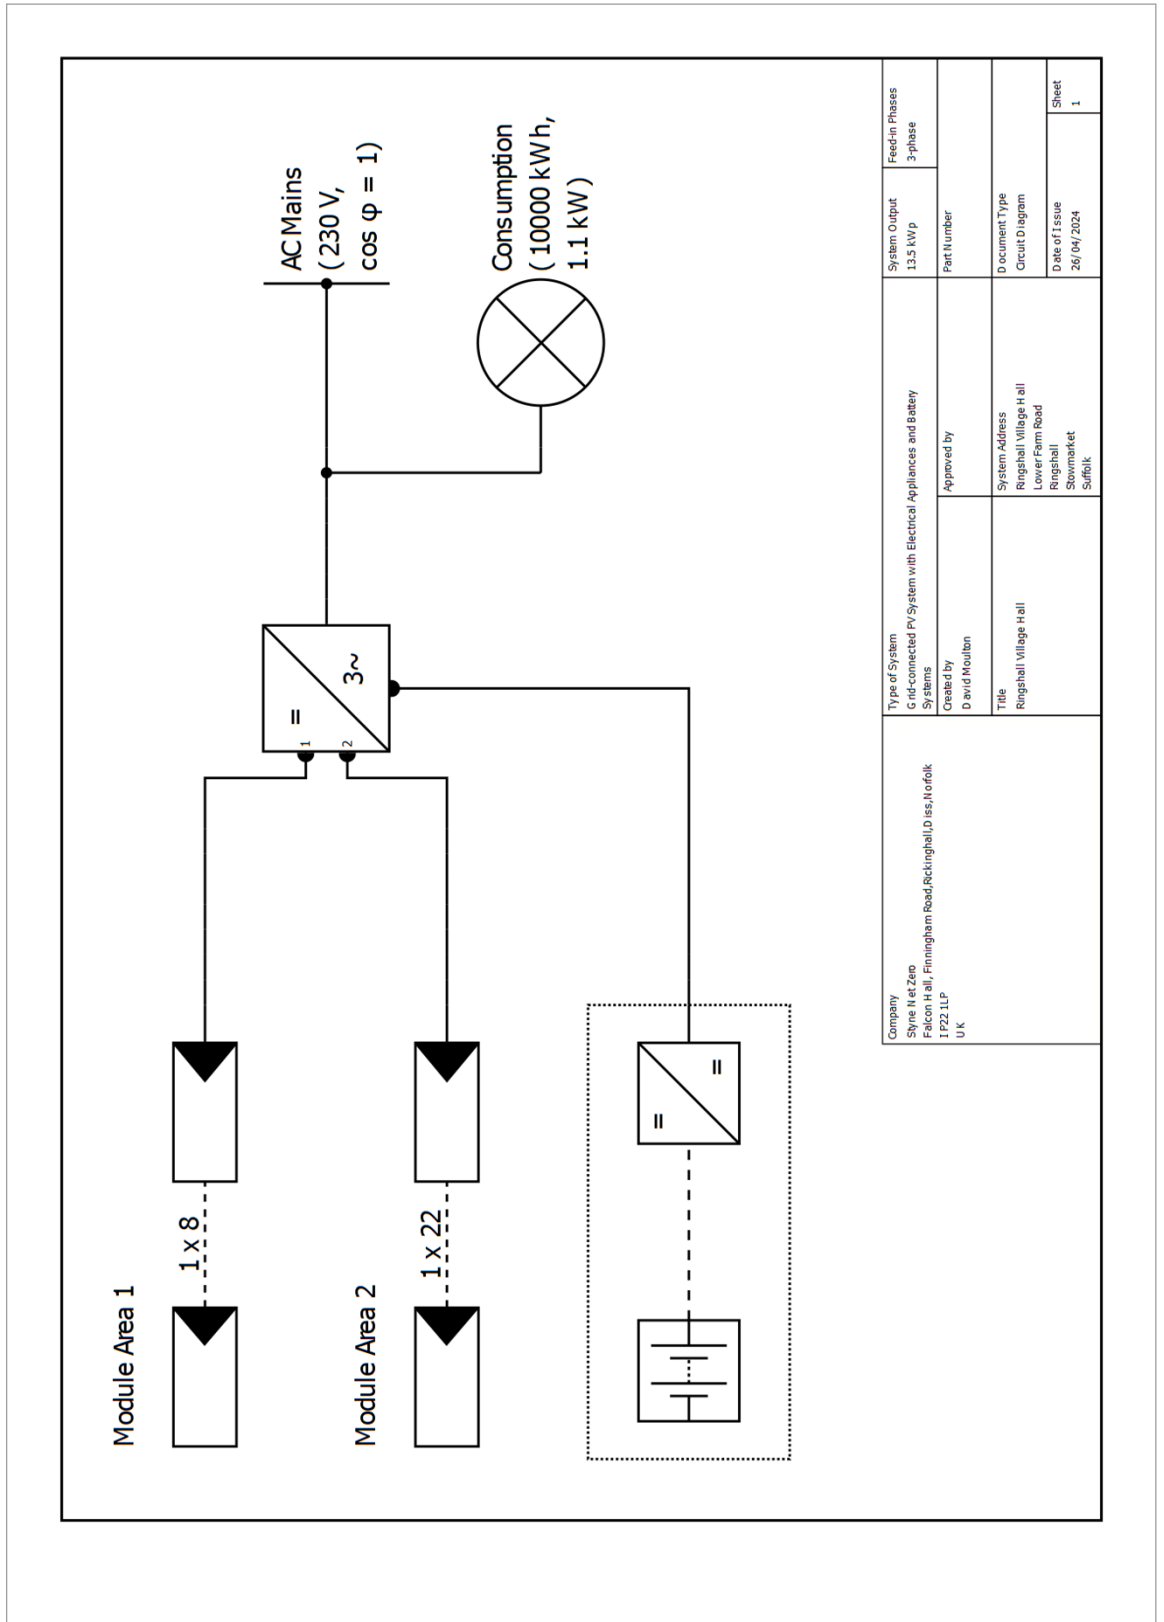 Module Area 1
1 x 8
Module Area 2
1 x 22
=
1
2
3~
AC Mains
(230 V,
cos φ = 1)
Consumption
(10000 kWh,
1.1 kW)
=
=
Company
Styne Net Zero
Falcon Hall, Finningham Road,Rickinghall,Diss,Norfolk
IP22 1LP
UK
Type of System
Grid-connected PV System with Electrical Appliances and Battery
Systems
System Output
13.5 kWp
Feed-in Phases
3-phase
Created by
David Moulton
Approved by
Part Number
Title
Ringshall Village Hall
System Address
Ringshall Village Hall
Lower Farm Road
Ringshall
Stowmarket
Suffolk
Document Type
Circuit Diagram
Date of Issue
26/04/2024
Sheet
1